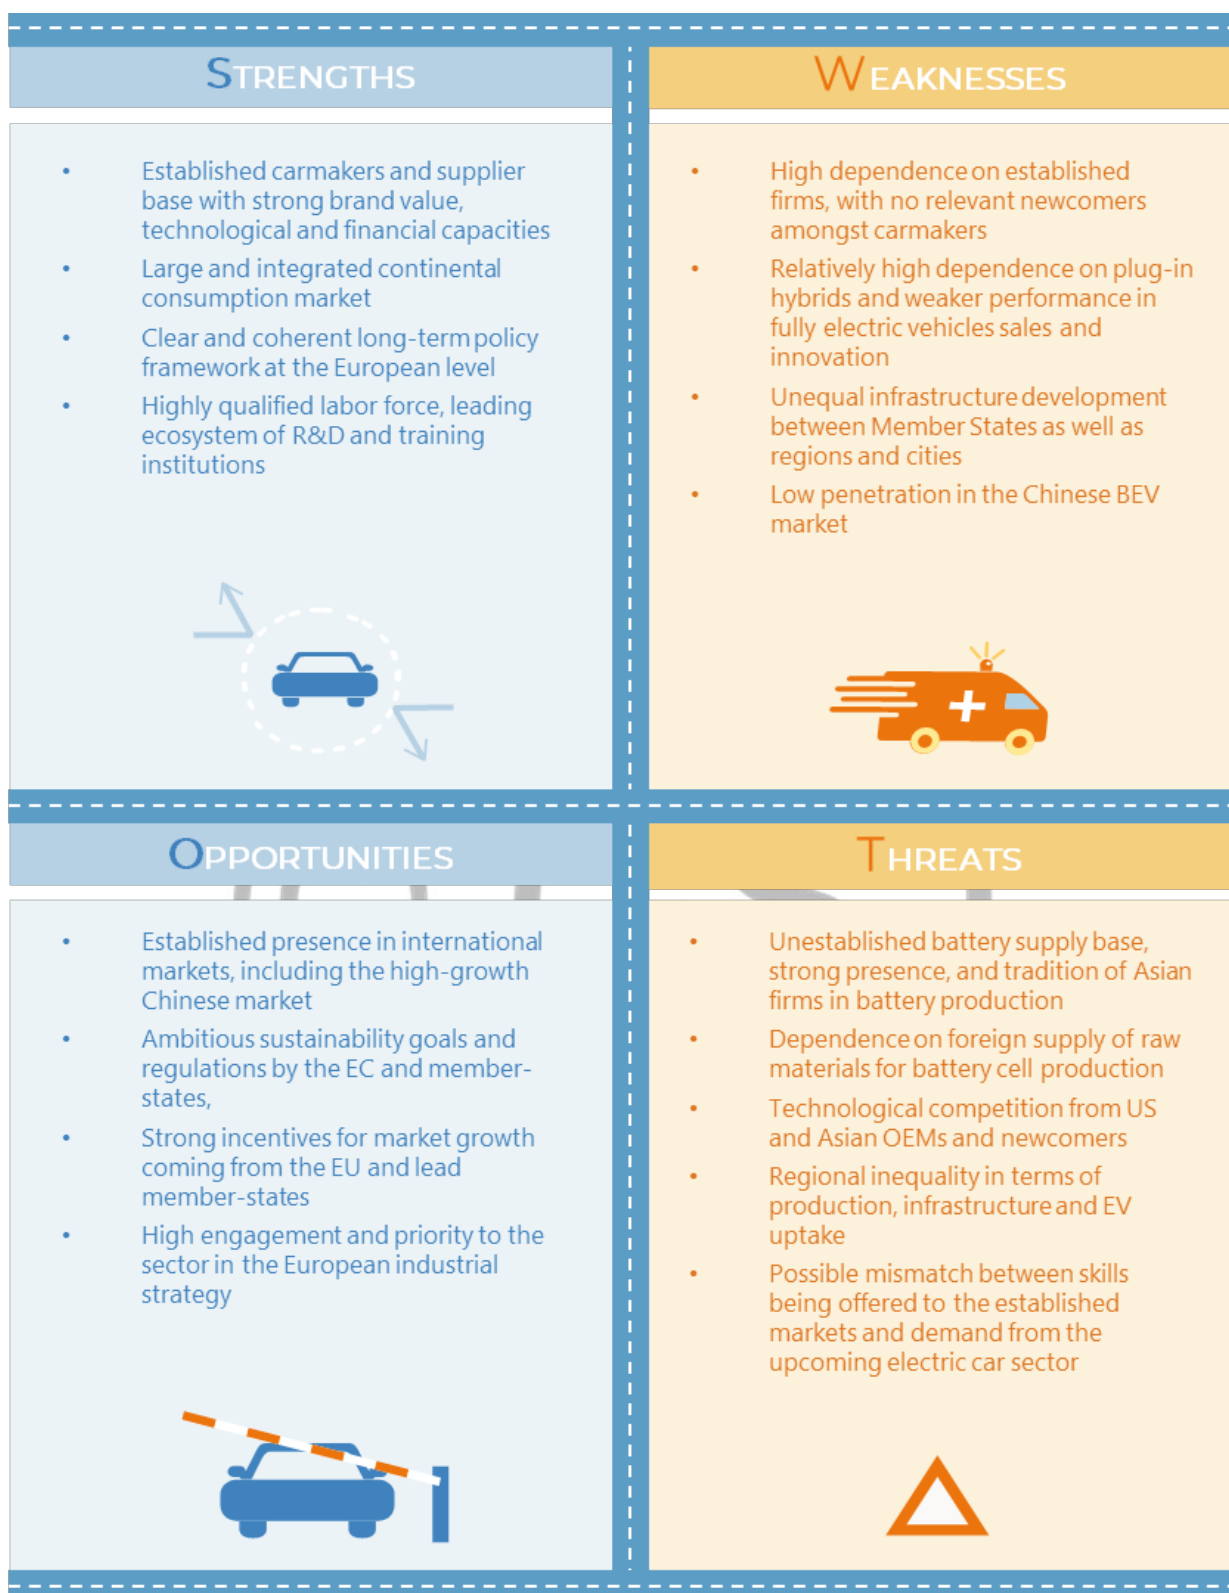 STRENGTHS
• Established carmakers and supplier
base with strong brand value,
technological and financial capacities
• Large and integrated continental
consumption market
• Clear and coherent long-term policy
framework at the European level
• Highly qualified labor force, leading
ecosystem of R&D and training
institutions
WEAKNESSES
• High dependence on established
firms, with no relevant newcomers
amongst carmakers
• Relatively high dependence on plug-in
hybrids and weaker performance in
fully electric vehicles sales and
innovation
• Unequal infrastructure development
between Member States as well as
regions and cities
• Low penetration in the Chinese BEV
market
OPPORTUNITIES
• Established presence in international
markets, including the high-growth
Chinese market
• Ambitious sustainability goals and
regulations by the EC and member-
states,
• Strong incentives for market growth
coming from the EU and lead
member-states
• High engagement and priority to the
sector in the European industrial
strategy
THREATS
• Unestablished battery supply base,
strong presence, and tradition of Asian
firms in battery production
• Dependence on foreign supply of raw
materials for battery cell production
• Technological competition from US
and Asian OEMs and newcomers
• Regional inequality in terms of
production, infrastructure and EV
uptake
• Possible mismatch between skills
being offered to the established
markets and demand from the
upcoming electric car sector